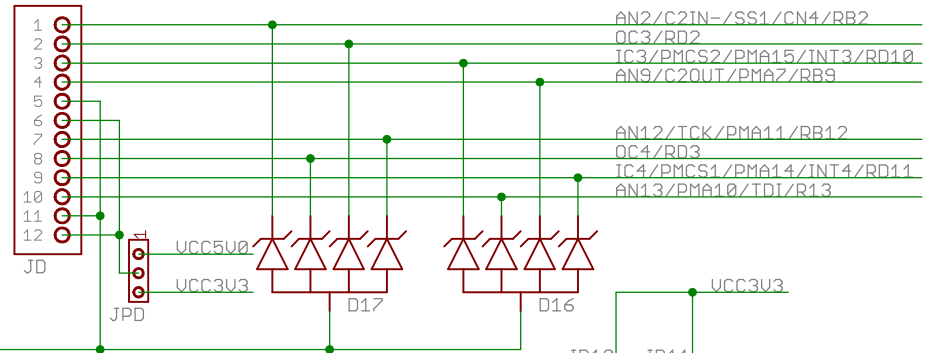 1 AN2/C2IN-/SS1/CN4/RB2
2 OC3/RD2
3 IC3/PMCS2/PMA15/INT3/RD10
4 AN9/C2OUT/PMA7/RB9
5
6
7 AN12/TCK/PMA11/RB12
8 OC4/RD3
9 IC4/PMCS1/PMA14/INT4/RD11
10 AN13/PMA10/TDI/R13
11
12
1
VCC5V0
JD
VCC3V3
VCC3V3
JPD
D17
D16